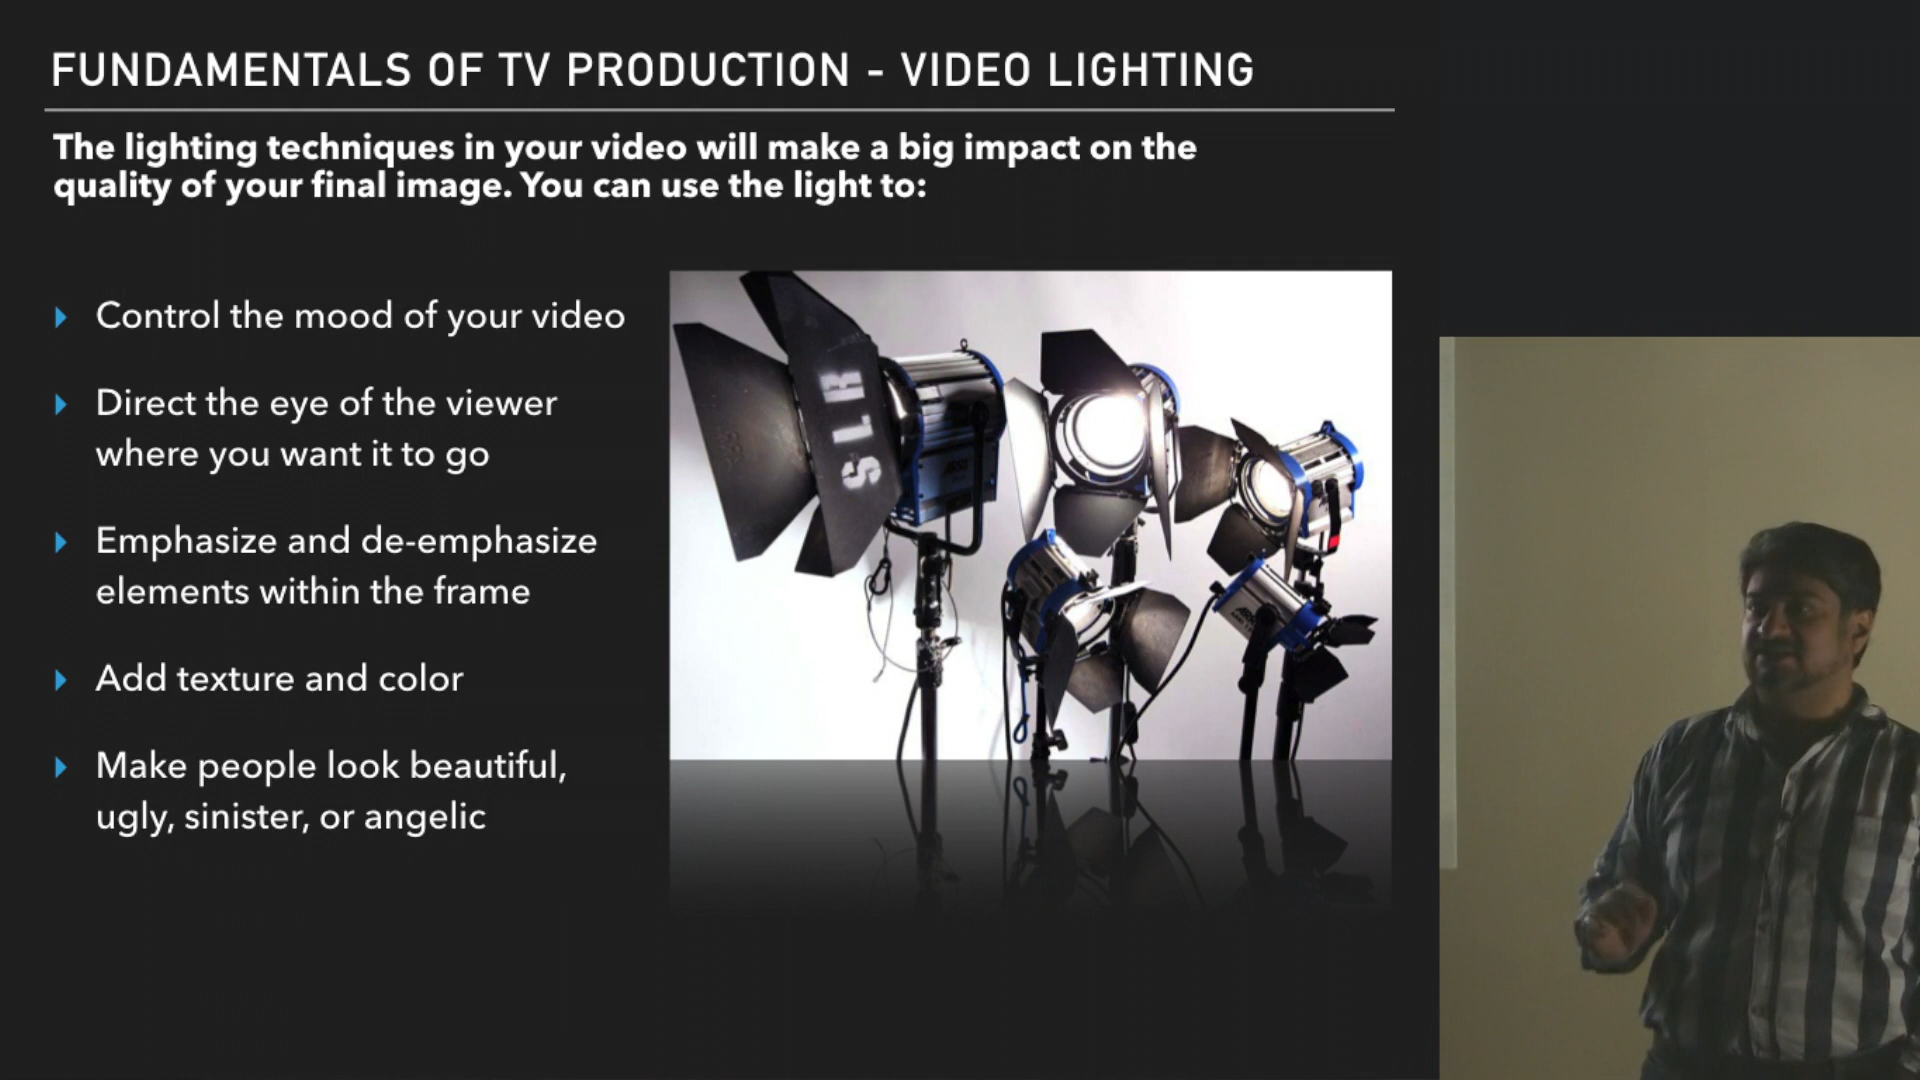 FUNDAMENTALS OF TV PRODUCTION - VIDEO LIGHTING
The lighting techniques in your video will make a big impact on the
quality of your final image. You can use the light to:
Control the mood of your video
Direct the eye of the viewer
where you want it to go
Emphasize and de-emphasize
elements within the frame
Add texture and color
Make people look beautiful,
ugly, sinister, or angelic
SLR